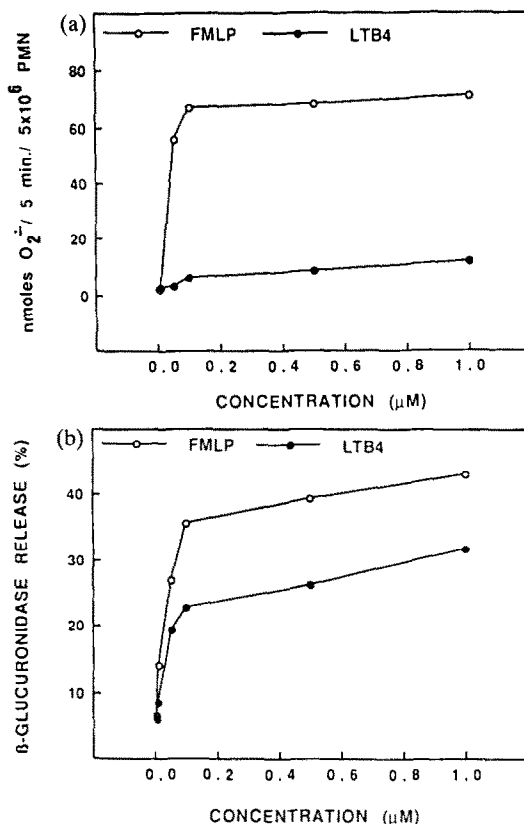 (a)
FMLP LTB4
nmoles O₂∸/ 5 min./ 5x10⁶ PMN
80
60
40
20
0
0.0 0.2 0.4 0.6 0.8 1.0
CONCENTRATION (µM)
(b)
FMLP LTB4
ß-GLUCURONIDASE RELEASE (%)
40
30
20
10
0.0 0.2 0.4 0.6 0.8 1.0
CONCENTRATION (µM)